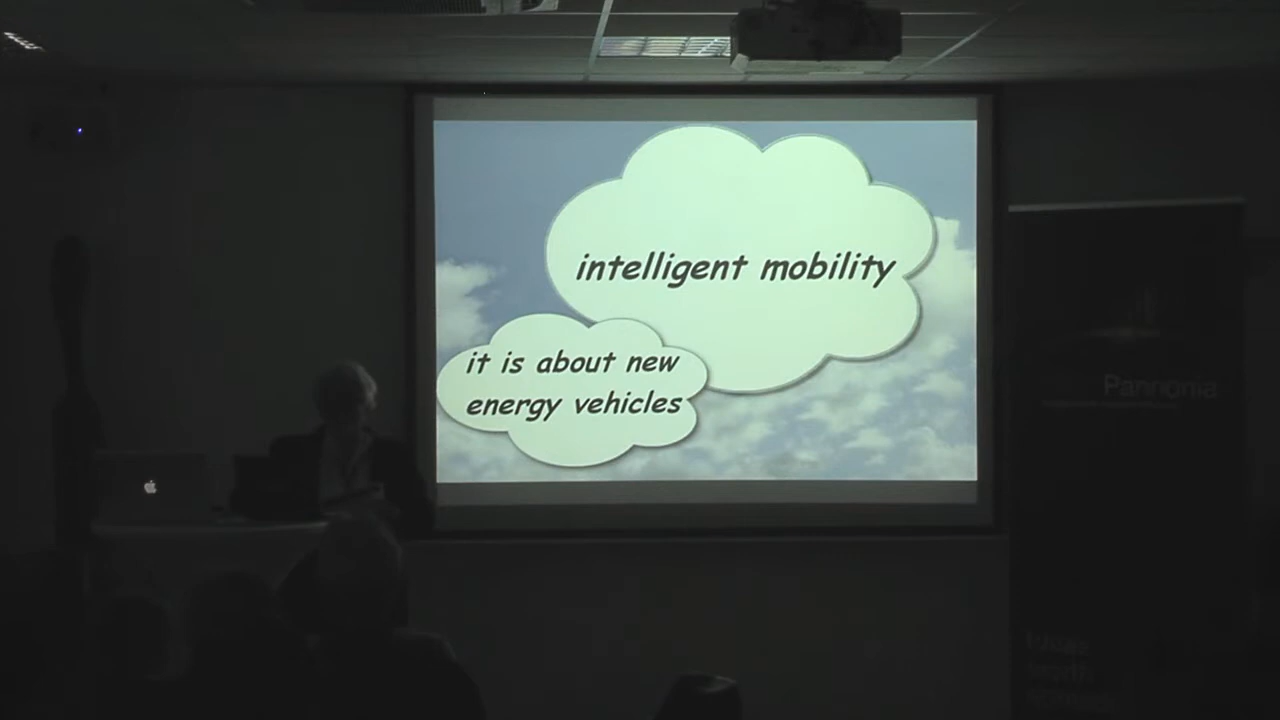 intelligent mobility
it is about new
energy vehicles
Pannonia